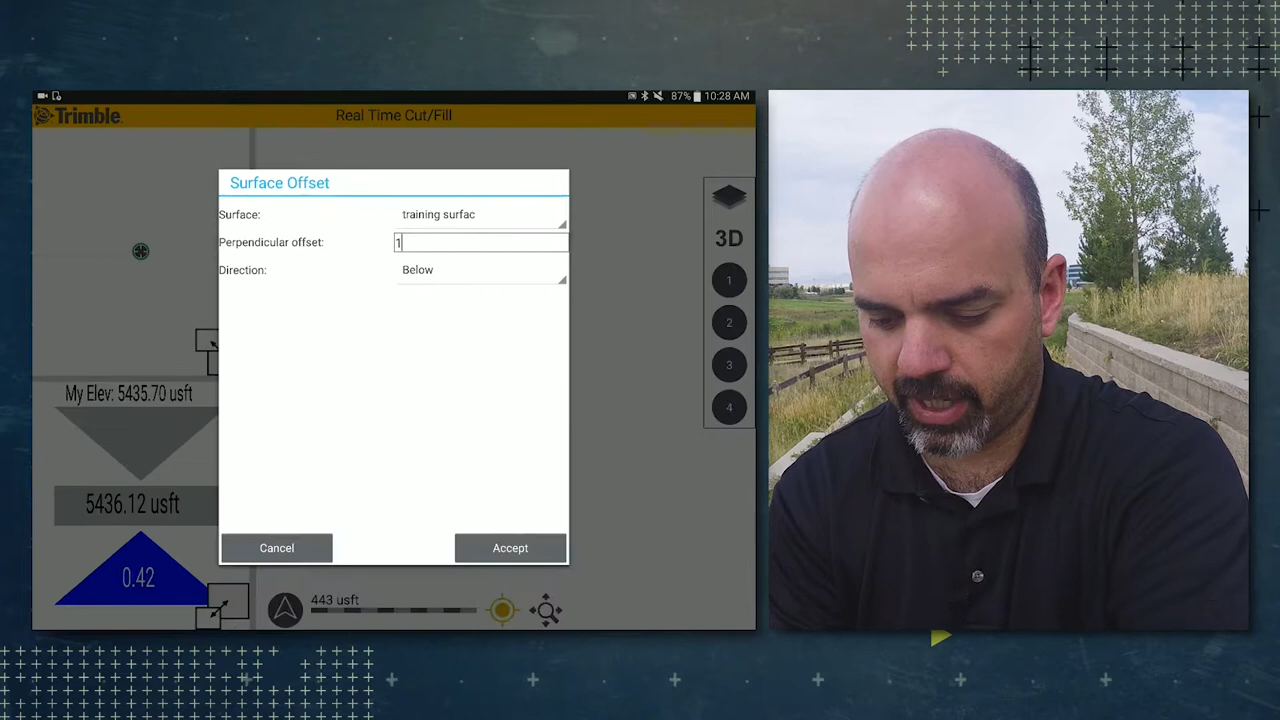 87% 10:28 AM
Trimble. Real Time Cut/Fill
Surface Offset
Surface: training surfac
Perpendicular offset: 1
Direction: Below
3D
1
2
3
4
My Elev: 5435.70 usft
5436.12 usft
0.42
Cancel Accept
443 usft